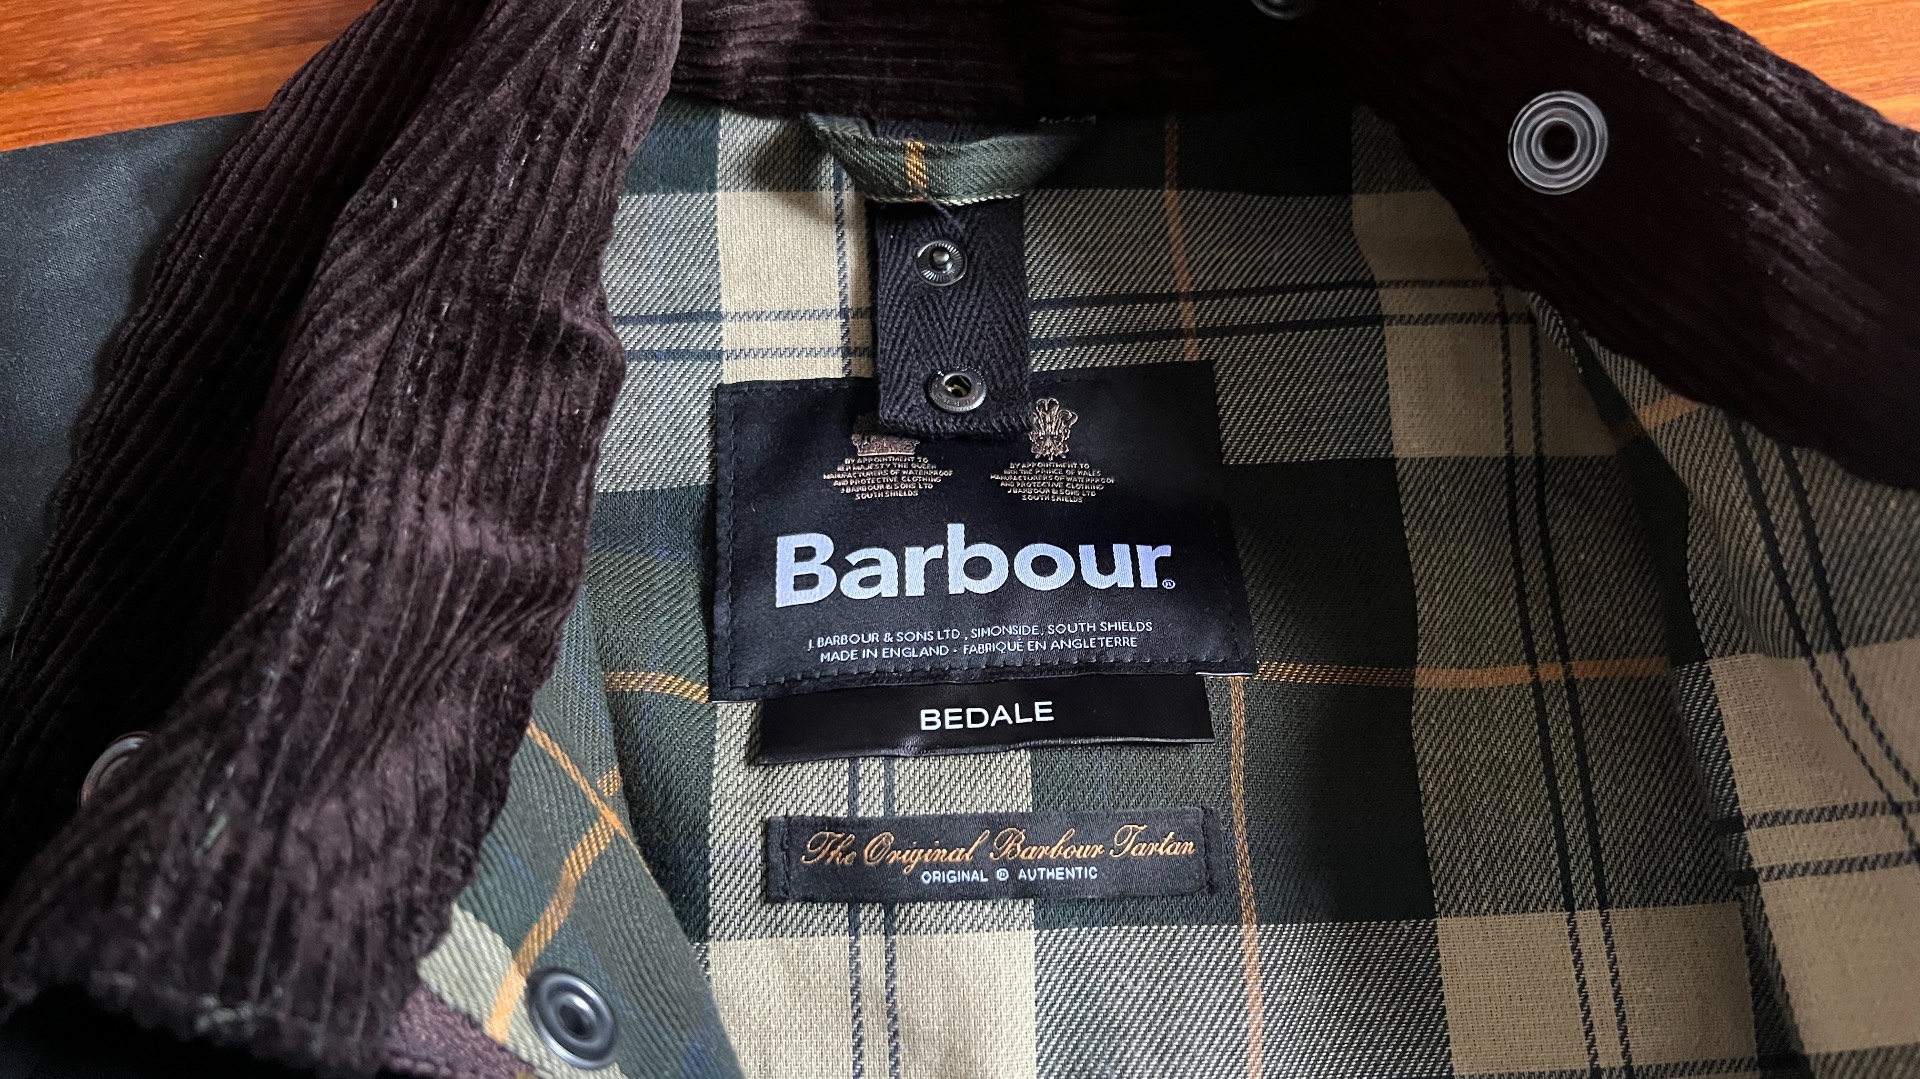 BY APPOINTMENT TO
HER MAJESTY THE QUEEN
MANUFACTURERS OF WATERPROOF
AND PROTECTIVE CLOTHING
J BARBOUR & SONS LTD
SOUTH SHIELDS
BY APPOINTMENT TO
HRH THE PRINCE OF WALES
MANUFACTURERS OF WATERPROOF
AND PROTECTIVE CLOTHING
J BARBOUR & SONS LTD
SOUTH SHIELDS
Barbour®
J. BARBOUR & SONS LTD, SIMONSIDE, SOUTH SHIELDS
MADE IN ENGLAND - FABRIQUÉ EN ANGLETERRE
BEDALE
The Original Barbour Tartan
ORIGINAL ® AUTHENTIC